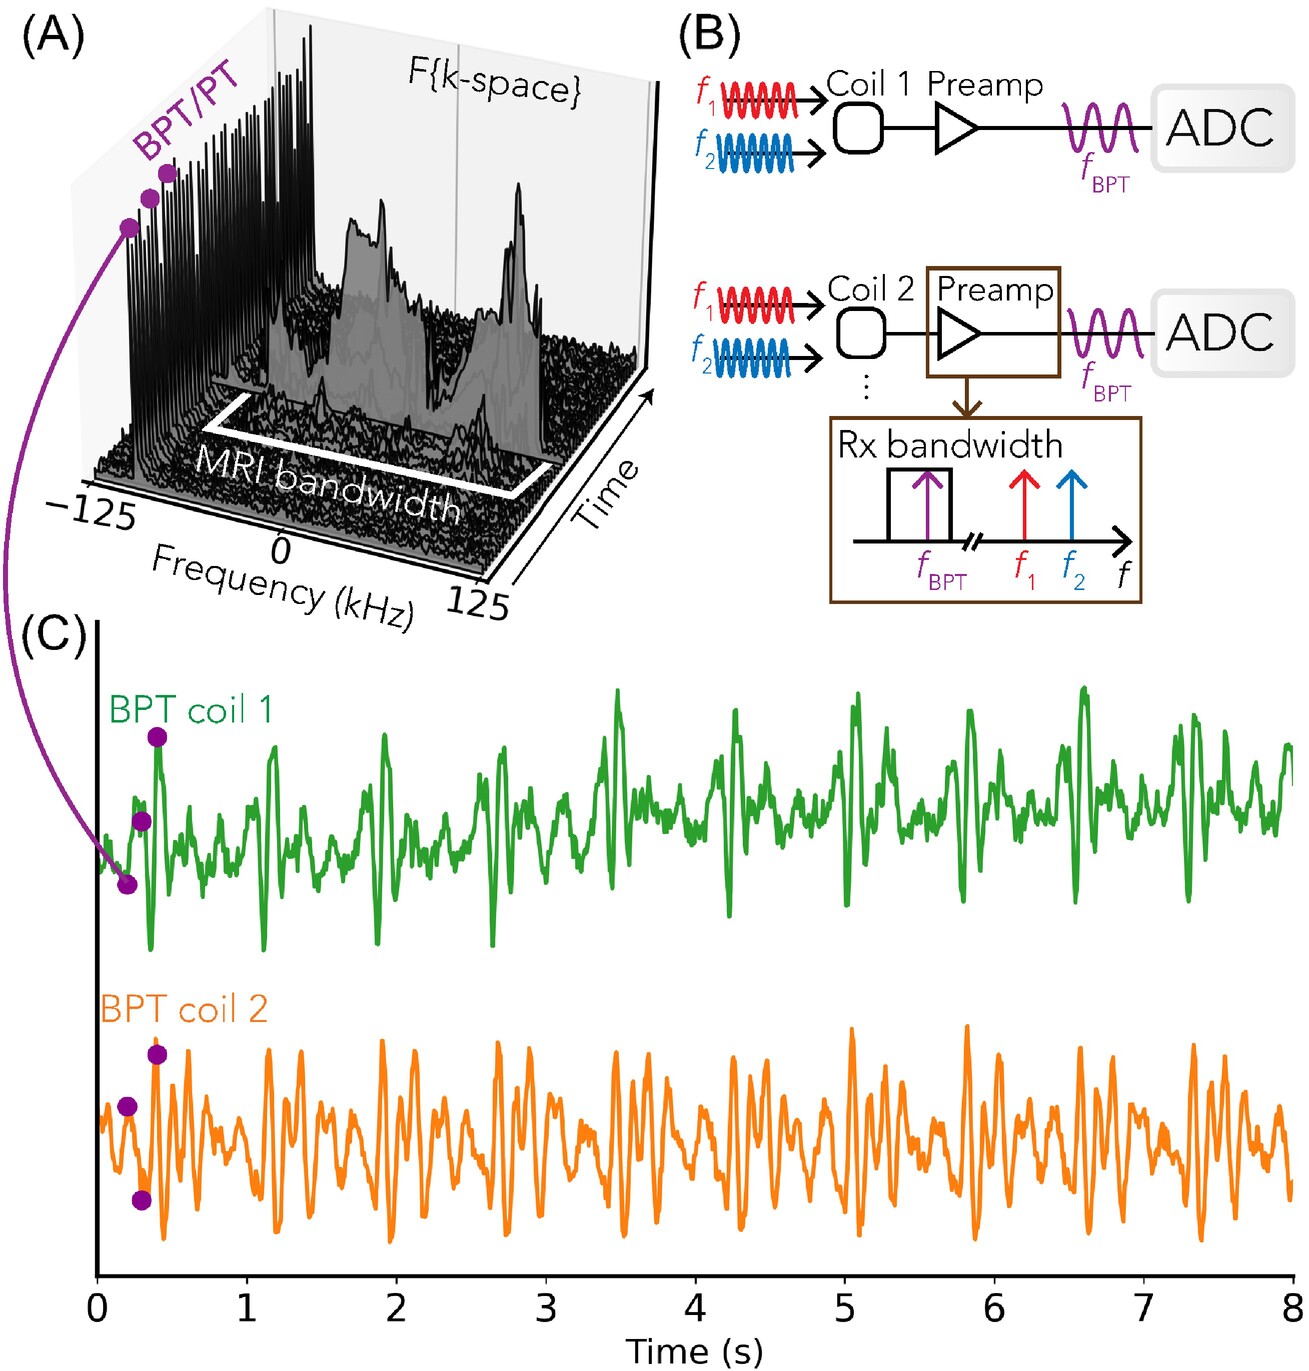 (A)
F{k-space}
BPT/PT
MRI bandwidth
−125
0
125
Frequency (kHz)
Time
(B)
f1
f2
Coil 1
Preamp
fBPT
ADC
f1
f2
Coil 2
Preamp
fBPT
ADC
⋮
Rx bandwidth
fBPT
f1
f2
f
(C)
BPT coil 1
BPT coil 2
0 1 2 3 4 5 6 7 8
Time (s)